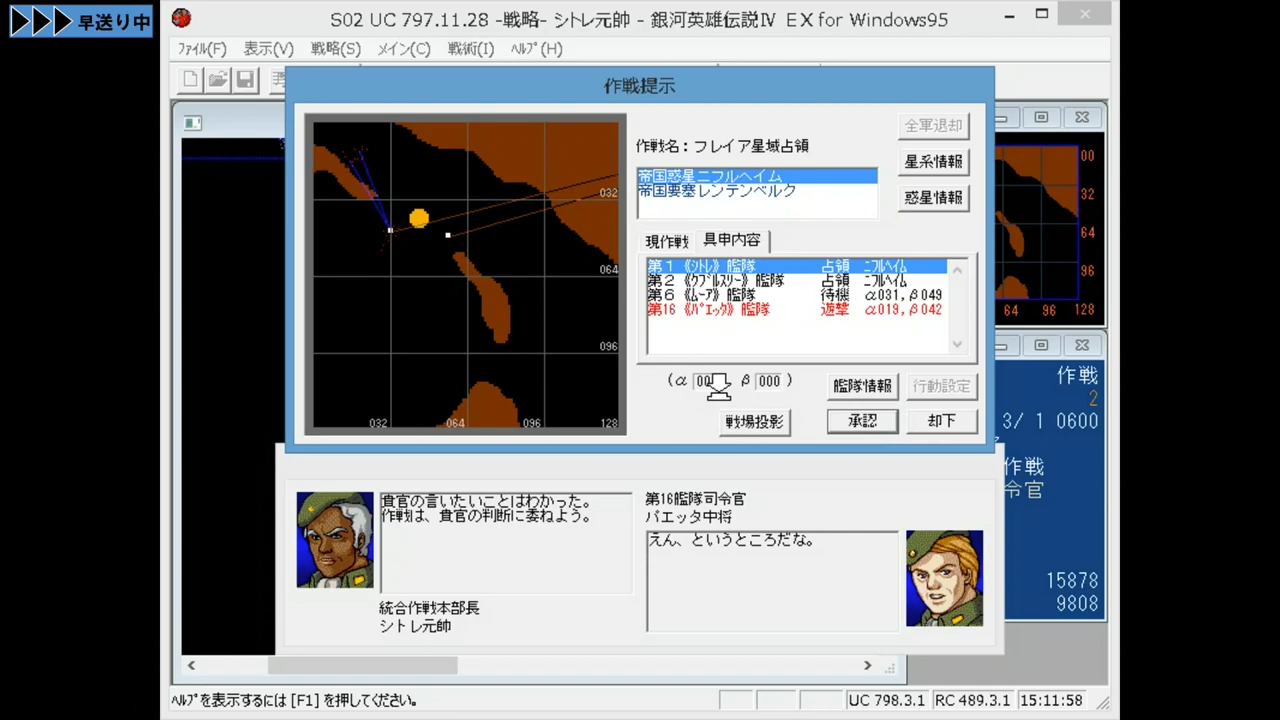 早送り中
S02 UC 797.11.28 -戦略- シトレ元帥 - 銀河英雄伝説Ⅳ EX for Windows95
ﾌｧｲﾙ(F) 表示(V) 戦略(S) ﾒｲﾝ(C) 戦術(I) ﾍﾙﾌﾟ(H)
作戦提示
032
064
096
032 064 096 128
作戦名：フレイア星域占領
帝国惑星ニフルヘイム
帝国要塞レンテンベルク
全軍退却
星系情報
惑星情報
現作戦 具申内容
第１《ｼﾄﾚ》艦隊 占領 ﾆﾌﾙﾍｲﾑ
第２《ｸﾌﾞﾙｽﾘｰ》艦隊 占領 ﾆﾌﾙﾍｲﾑ
第６《ﾑｰｱ》艦隊 待機 α031,β049
第16《ﾊﾟｴｯﾀ》艦隊 遊撃 α019,β042
(α 00 β 000 )
艦隊情報 行動設定
戦場投影 承認 却下
00
32
64
96
64 96 128
作戦
2
3/ 1 0600
作戦
令官
15878
9808
貴官の言いたいことはわかった。
作戦は、貴官の判断に委ねよう。
統合作戦本部長
シトレ元帥
第16艦隊司令官
パエッタ中将
えん、というところだな。
ﾍﾙﾌﾟを表示するには [F1] を押してください。
UC 798.3.1 RC 489.3.1 15:11:58